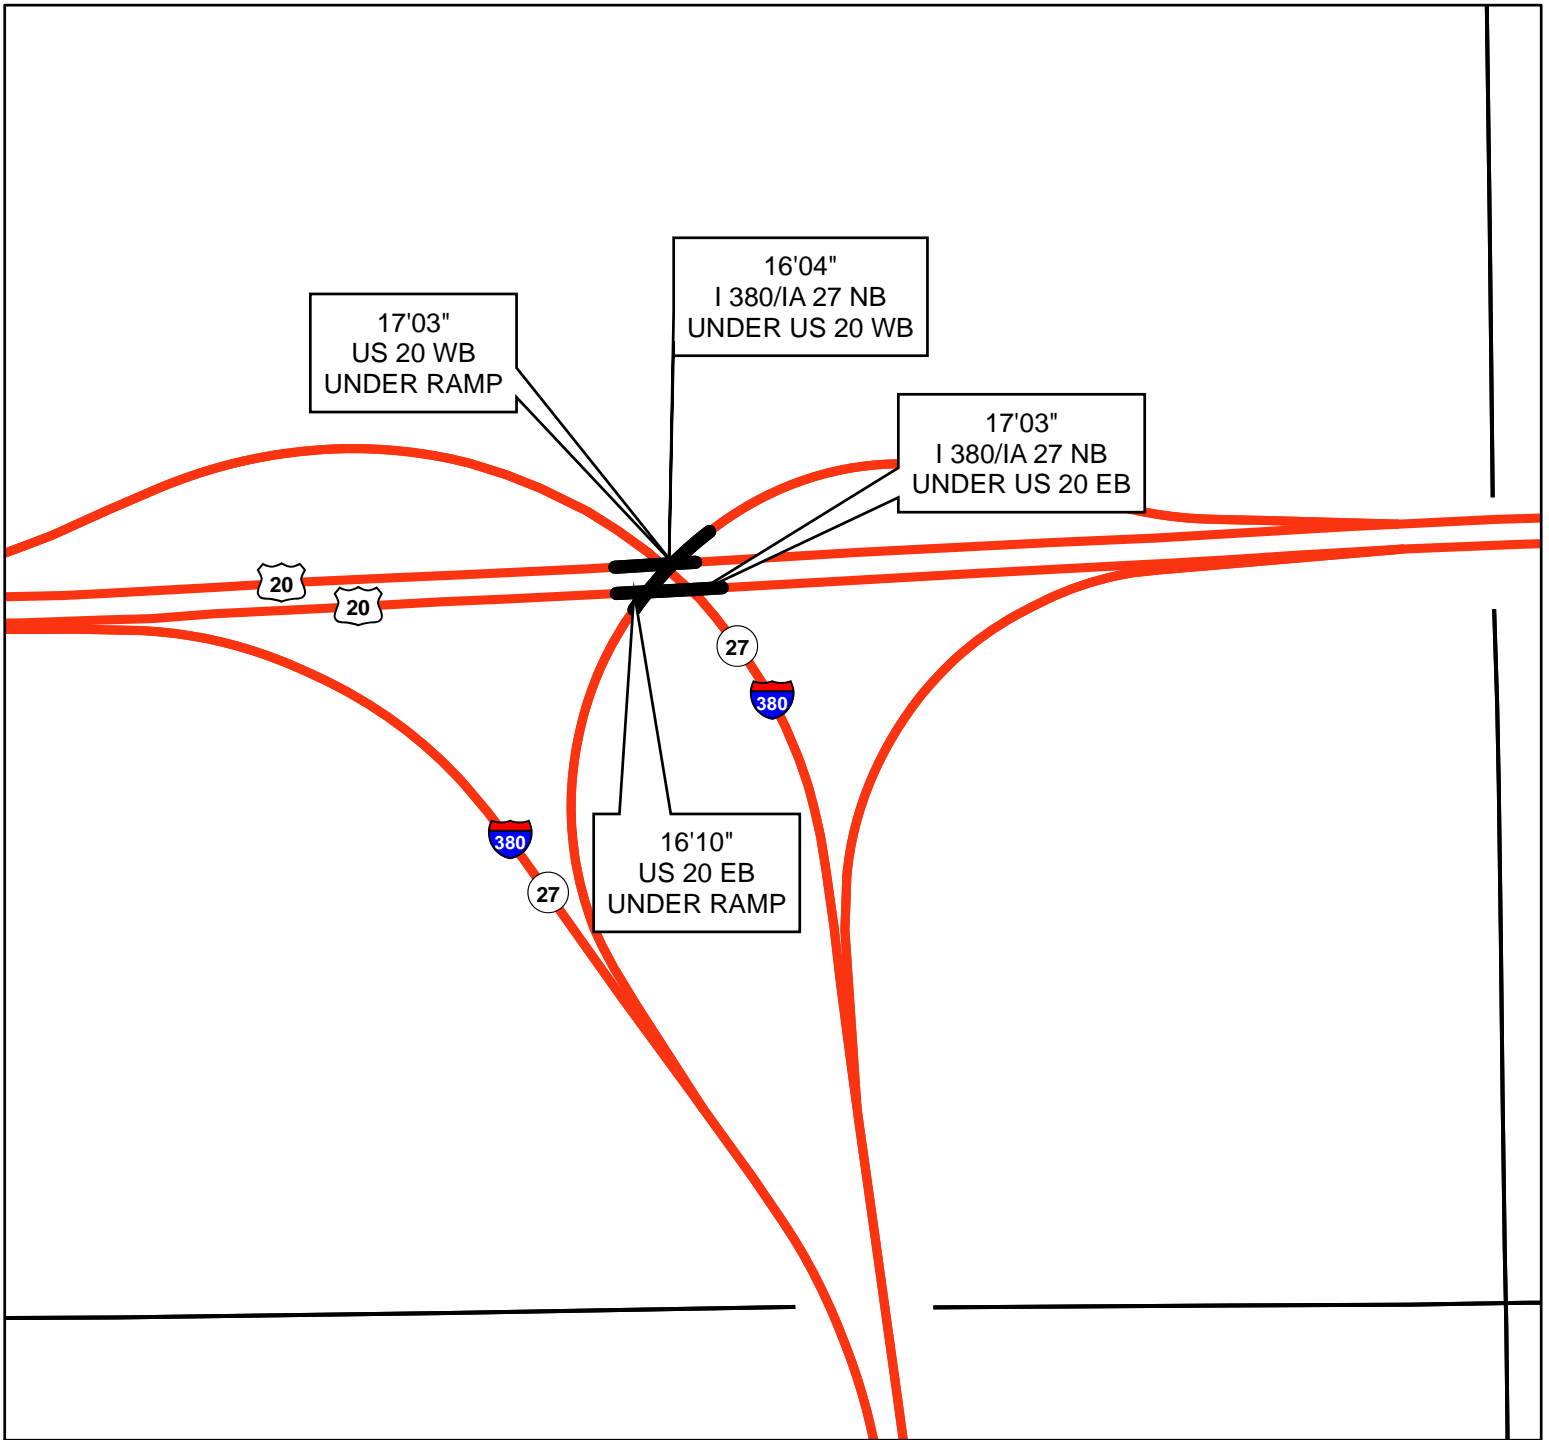 16'04"
I 380/IA 27 NB
UNDER US 20 WB
17'03"
US 20 WB
UNDER RAMP
17'03"
I 380/IA 27 NB
UNDER US 20 EB
20
20
27
380
16'10"
US 20 EB
UNDER RAMP
380
27